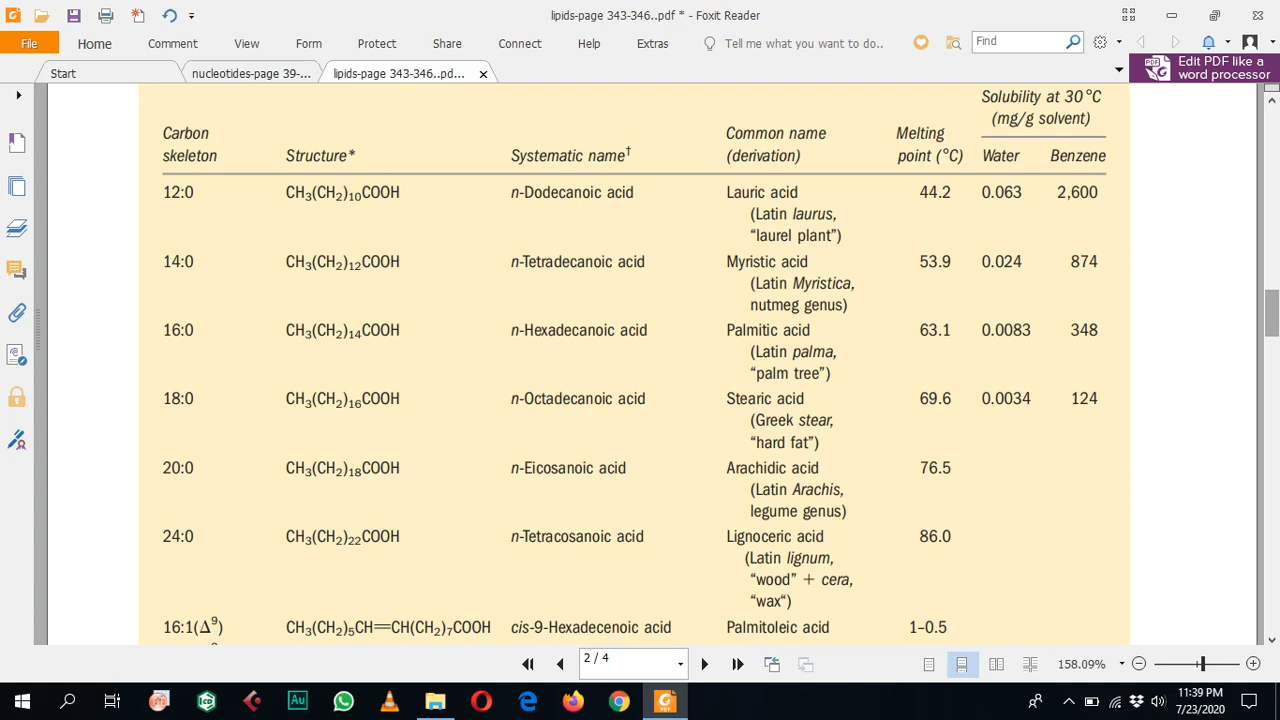 lipids-page 343-346..pdf * - Foxit Reader
File Home Comment View Form Protect Share Connect Help Extras Tell me what you want to do.. Find
Start nucleotides-page 39-... lipids-page 343-346..pd... Edit PDF like a
word processor
Solubility at 30°C
(mg/g solvent)
Carbon Common name Melting
skeleton Structure* Systematic name† (derivation) point (°C) Water Benzene
12:0 CH₃(CH₂)₁₀COOH n-Dodecanoic acid Lauric acid 44.2 0.063 2,600
(Latin laurus,
“laurel plant”)
14:0 CH₃(CH₂)₁₂COOH n-Tetradecanoic acid Myristic acid 53.9 0.024 874
(Latin Myristica,
nutmeg genus)
16:0 CH₃(CH₂)₁₄COOH n-Hexadecanoic acid Palmitic acid 63.1 0.0083 348
(Latin palma,
“palm tree”)
18:0 CH₃(CH₂)₁₆COOH n-Octadecanoic acid Stearic acid 69.6 0.0034 124
(Greek stear,
“hard fat”)
20:0 CH₃(CH₂)₁₈COOH n-Eicosanoic acid Arachidic acid 76.5
(Latin Arachis,
legume genus)
24:0 CH₃(CH₂)₂₂COOH n-Tetracosanoic acid Lignoceric acid 86.0
(Latin lignum,
“wood” + cera,
“wax“)
16:1(Δ⁹) CH₃(CH₂)₅CH=CH(CH₂)₇COOH cis-9-Hexadecenoic acid Palmitoleic acid 1–0.5
2 / 4 158.09%
Au 11:39 PM
7/23/2020